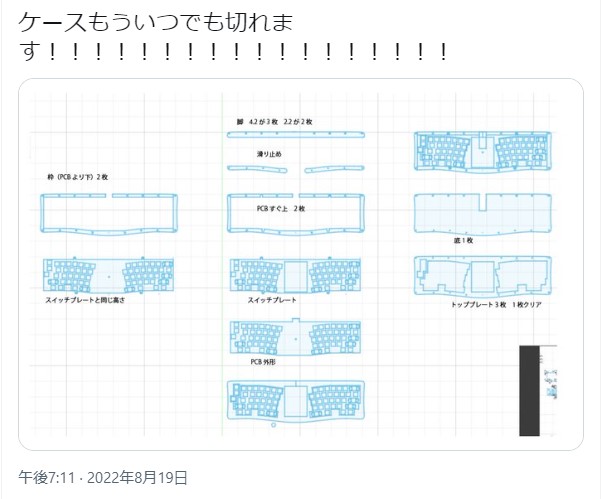 ケースもういつでも切れま
す！！！！！！！！！！！！！！！！！！！
脚　4.2が3枚　2.2が2枚
滑り止め
枠（PCBより下）2枚
PCBすぐ上　2枚
底1枚
スイッチプレートと同じ高さ
スイッチプレート
トッププレート3枚　1枚クリア
PCB外形
午後7:11 · 2022年8月19日